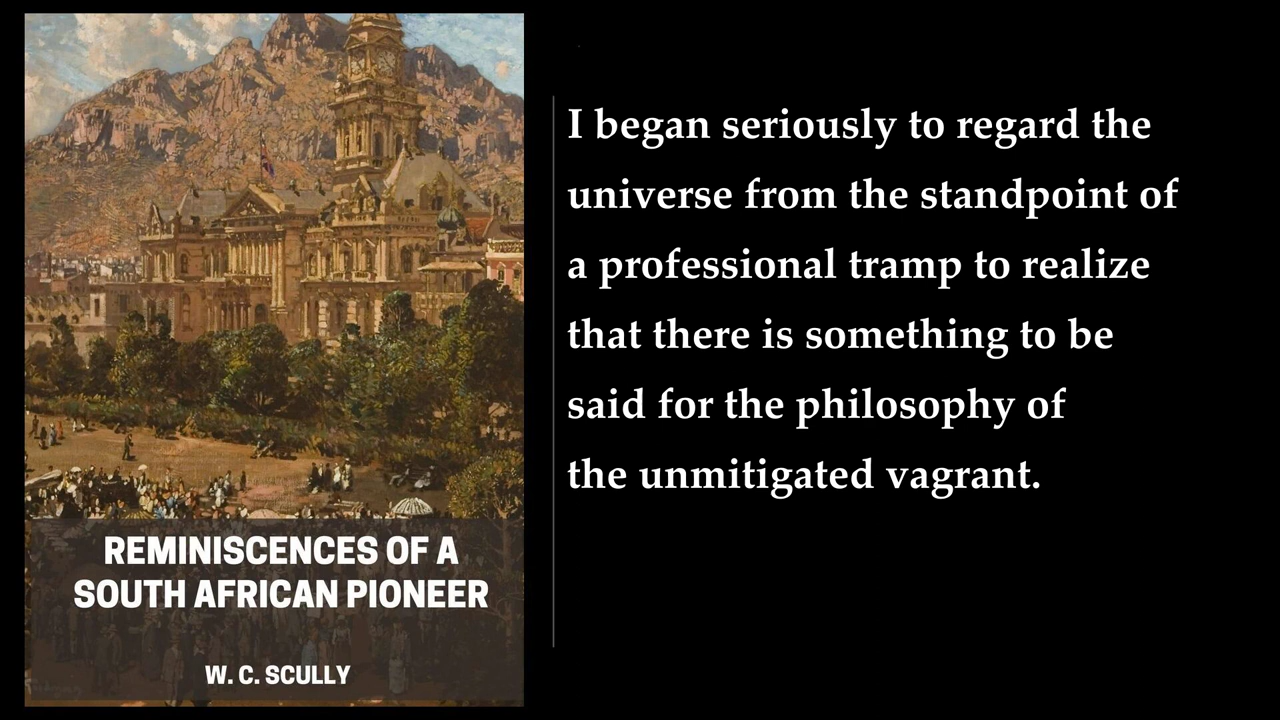 I began seriously to regard the
universe from the standpoint of
a professional tramp to realize
that there is something to be
said for the philosophy of
the unmitigated vagrant.
REMINISCENCES OF A
SOUTH AFRICAN PIONEER
W. C. SCULLY